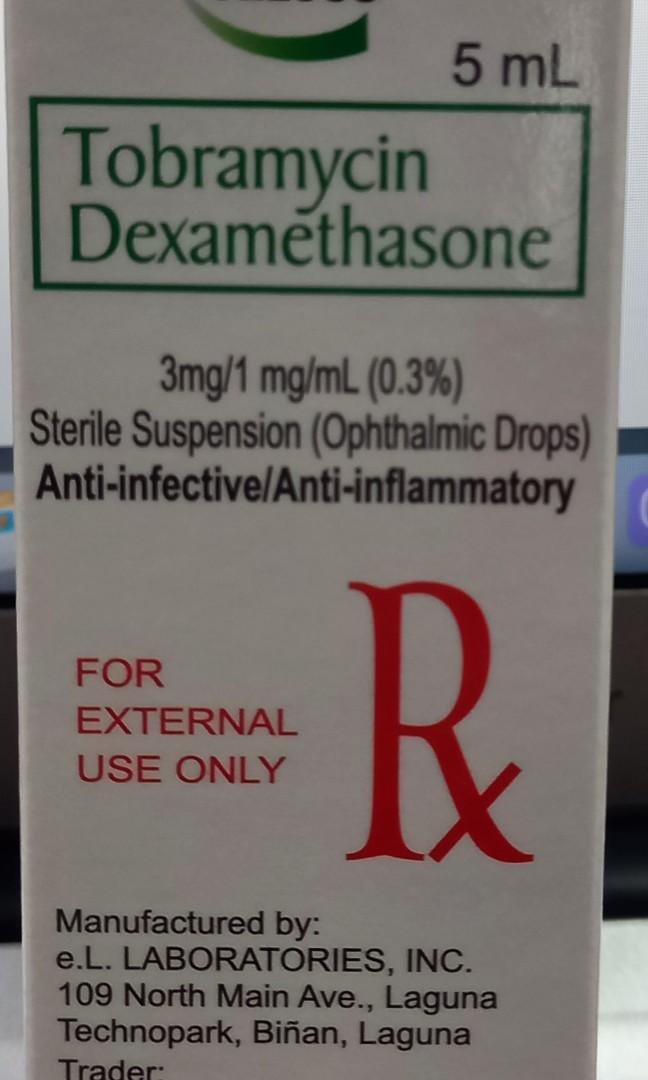 5 mL
Tobramycin
Dexamethasone
3mg/1 mg/mL (0.3%)
Sterile Suspension (Ophthalmic Drops)
Anti-infective/Anti-inflammatory
FOR
EXTERNAL
USE ONLY
Rx
Manufactured by:
e.L. LABORATORIES, INC.
109 North Main Ave., Laguna
Technopark, Biñan, Laguna
Trader: